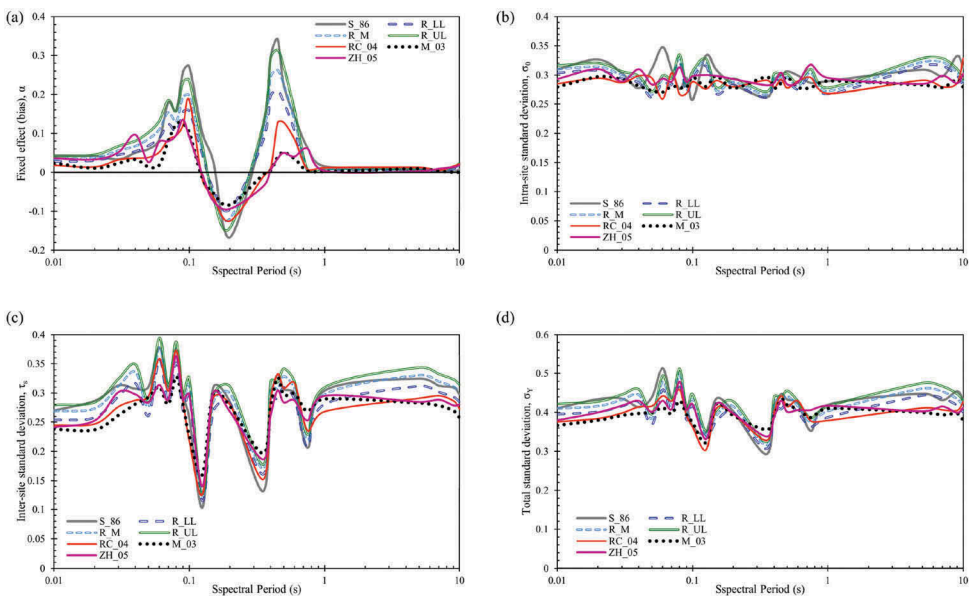 (a)
Fixed effect (bias), α
0.4
0.3
0.2
0.1
0
-0.1
-0.2
0.01 0.1 1 10
Sspectral Period (s)
S_86 R_LL
R_M R_UL
RC_04 M_03
ZH_05
(b)
Intra-site standard deviation, σ0
0.4
0.35
0.3
0.25
0.2
0.15
0.1
0.05
0
0.01 0.1 1 10
Sspectral Period (s)
S_86 R_LL
R_M R_UL
RC_04 M_03
ZH_05
(c)
Inter-site standard deviation, τs
0.4
0.35
0.3
0.25
0.2
0.15
0.1
0.05
0
0.01 0.1 1 10
Sspectral Period (s)
S_86 R_LL
R_M R_UL
RC_04 M_03
ZH_05
(d)
Total standard deviation, σY
0.6
0.5
0.4
0.3
0.2
0.1
0
0.01 0.1 1 10
Sspectral Period (s)
S_86 R_LL
R_M R_UL
RC_04 M_03
ZH_05